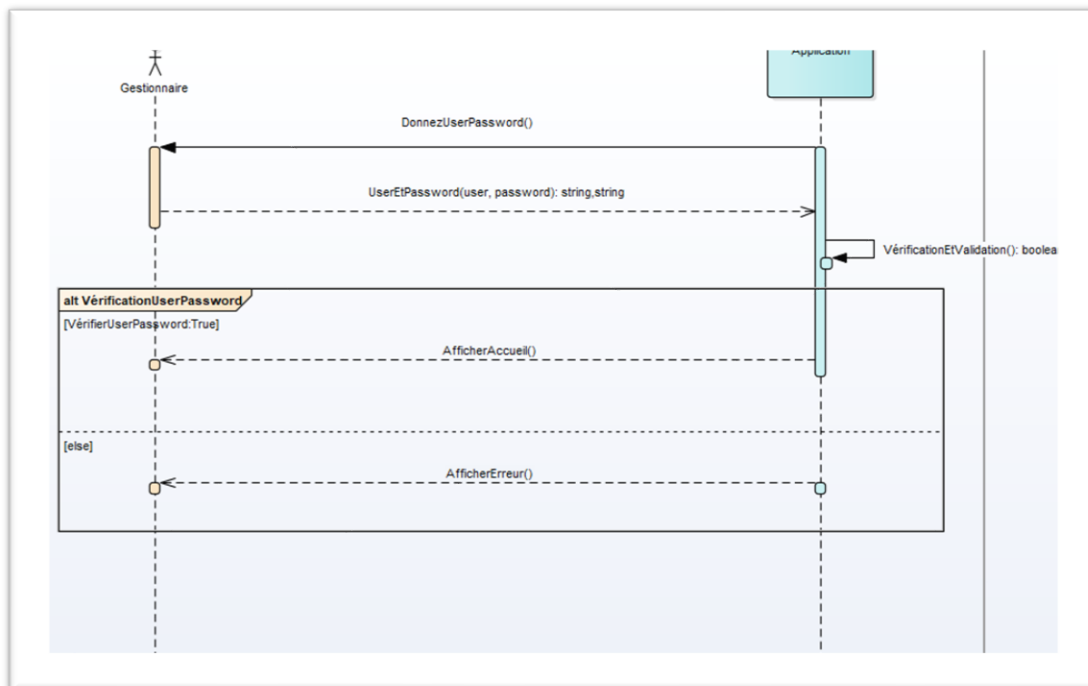 Application
Gestionnaire
DonnezUserPassword()
UserEtPassword(user, password): string,string
VérificationEtValidation(): boolea
alt VérificationUserPassword
[VérifierUserPassword:True]
AfficherAccueil()
[else]
AfficherErreur()